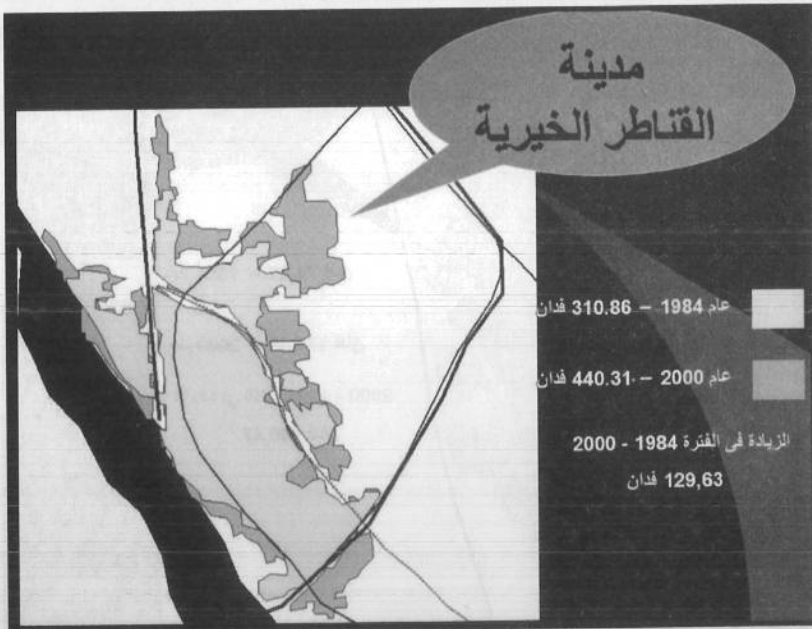 مدينة
القناطر الخيرية
عام 1984 – 310.86 فدان
عام 2000 – 440.31 فدان
الزيادة فى الفترة 1984 - 2000
129,63 فدان